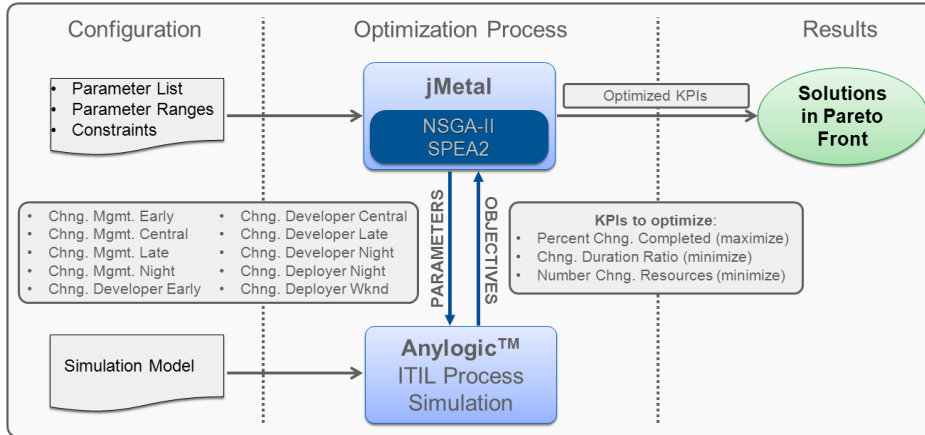 Configuration
Optimization Process
Results
• Parameter List
• Parameter Ranges
• Constraints
jMetal
NSGA-II
SPEA2
Optimized KPIs
Solutions
in Pareto
Front
• Chng. Mgmt. Early
• Chng. Mgmt. Central
• Chng. Mgmt. Late
• Chng. Mgmt. Night
• Chng. Developer Early
• Chng. Developer Central
• Chng. Developer Late
• Chng. Developer Night
• Chng. Deployer Night
• Chng. Deployer Wknd
PARAMETERS
OBJECTIVES
KPIs to optimize:
• Percent Chng. Completed (maximize)
• Chng. Duration Ratio (minimize)
• Number Chng. Resources (minimize)
Simulation Model
Anylogic™
ITIL Process
Simulation